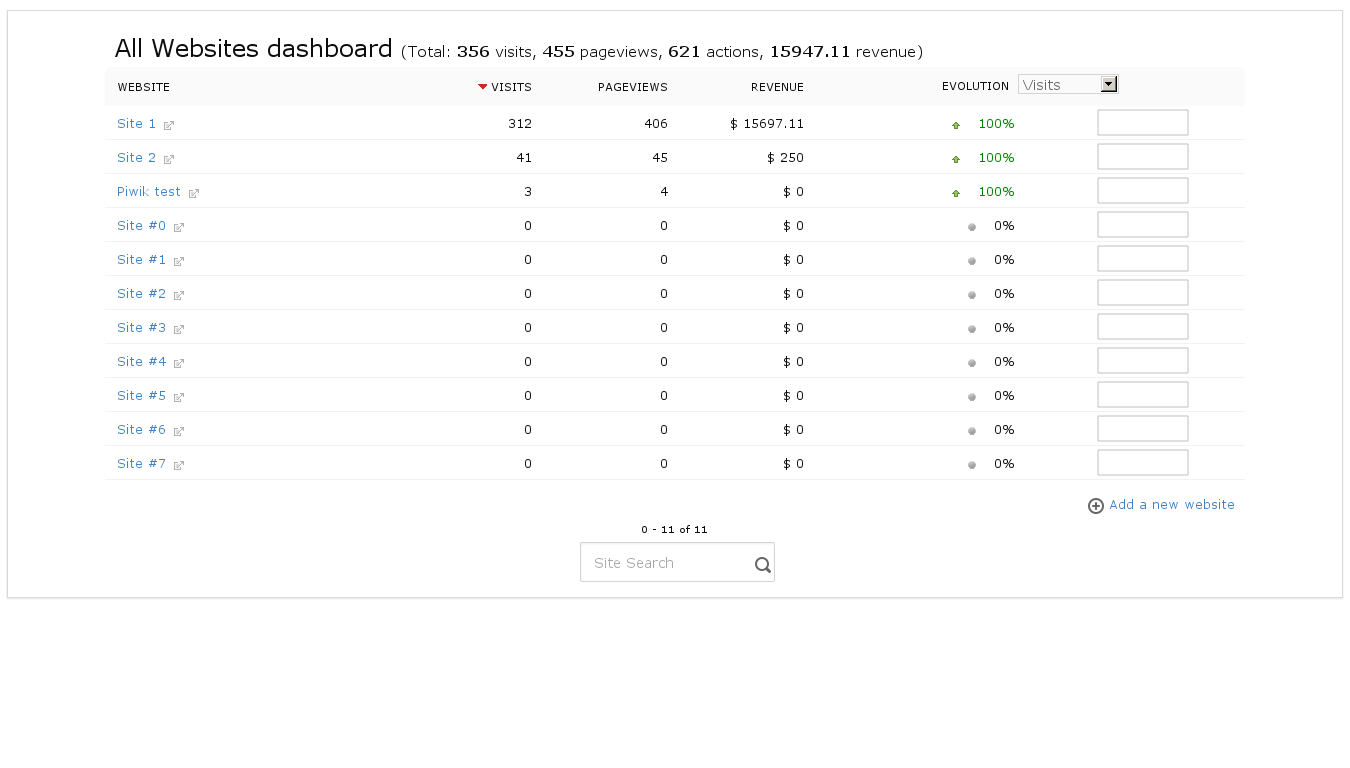 All Websites dashboard (Total: 356 visits, 455 pageviews, 621 actions, 15947.11 revenue)
WEBSITE VISITS PAGEVIEWS REVENUE EVOLUTION Visits
Site 1 312 406 $ 15697.11 100%
Site 2 41 45 $ 250 100%
Piwik test 3 4 $ 0 100%
Site #0 0 0 $ 0 0%
Site #1 0 0 $ 0 0%
Site #2 0 0 $ 0 0%
Site #3 0 0 $ 0 0%
Site #4 0 0 $ 0 0%
Site #5 0 0 $ 0 0%
Site #6 0 0 $ 0 0%
Site #7 0 0 $ 0 0%
Add a new website
0 - 11 of 11
Site Search